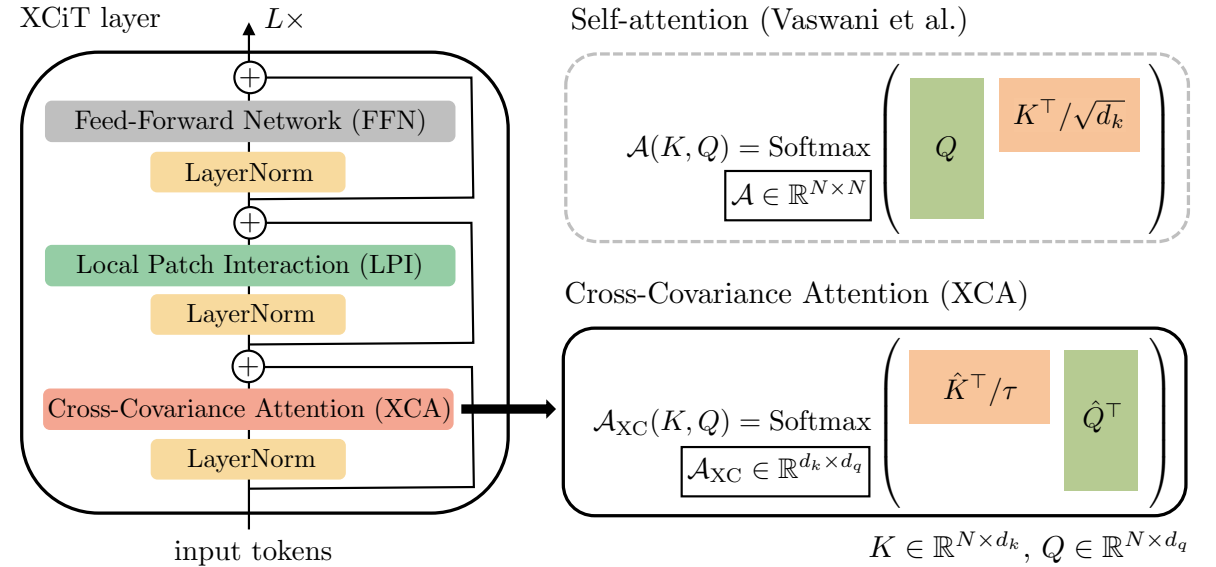 XCiT layer
L×
+
Feed-Forward Network (FFN)
LayerNorm
+
Local Patch Interaction (LPI)
LayerNorm
+
Cross-Covariance Attention (XCA)
LayerNorm
input tokens
Self-attention (Vaswani et al.)
𝒜(K, Q) = Softmax ( Q K^⊤/√d_k )
𝒜 ∈ ℝ^{N×N}
Cross-Covariance Attention (XCA)
𝒜_XC(K, Q) = Softmax ( K̂^⊤/τ Q̂^⊤ )
𝒜_XC ∈ ℝ^{d_k×d_q}
K ∈ ℝ^{N×d_k}, Q ∈ ℝ^{N×d_q}